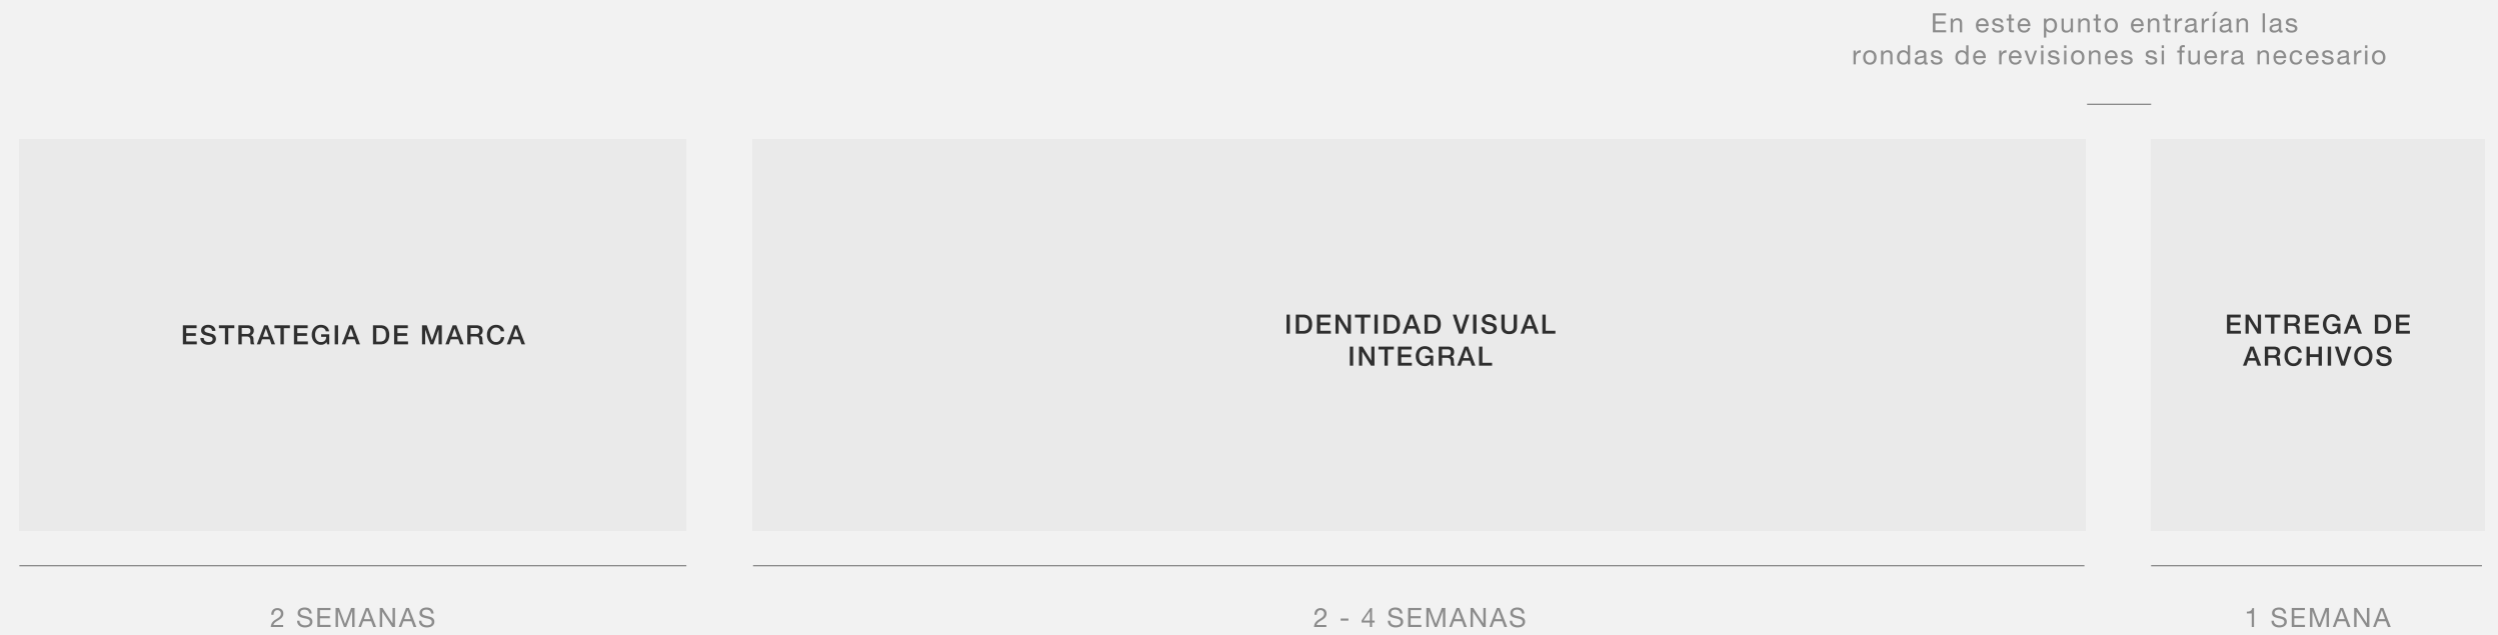 En este punto entrarían las
rondas de revisiones si fuera necesario
ESTRATEGIA DE MARCA
IDENTIDAD VISUAL
INTEGRAL
ENTREGA DE
ARCHIVOS
2 SEMANAS
2 - 4 SEMANAS
1 SEMANA